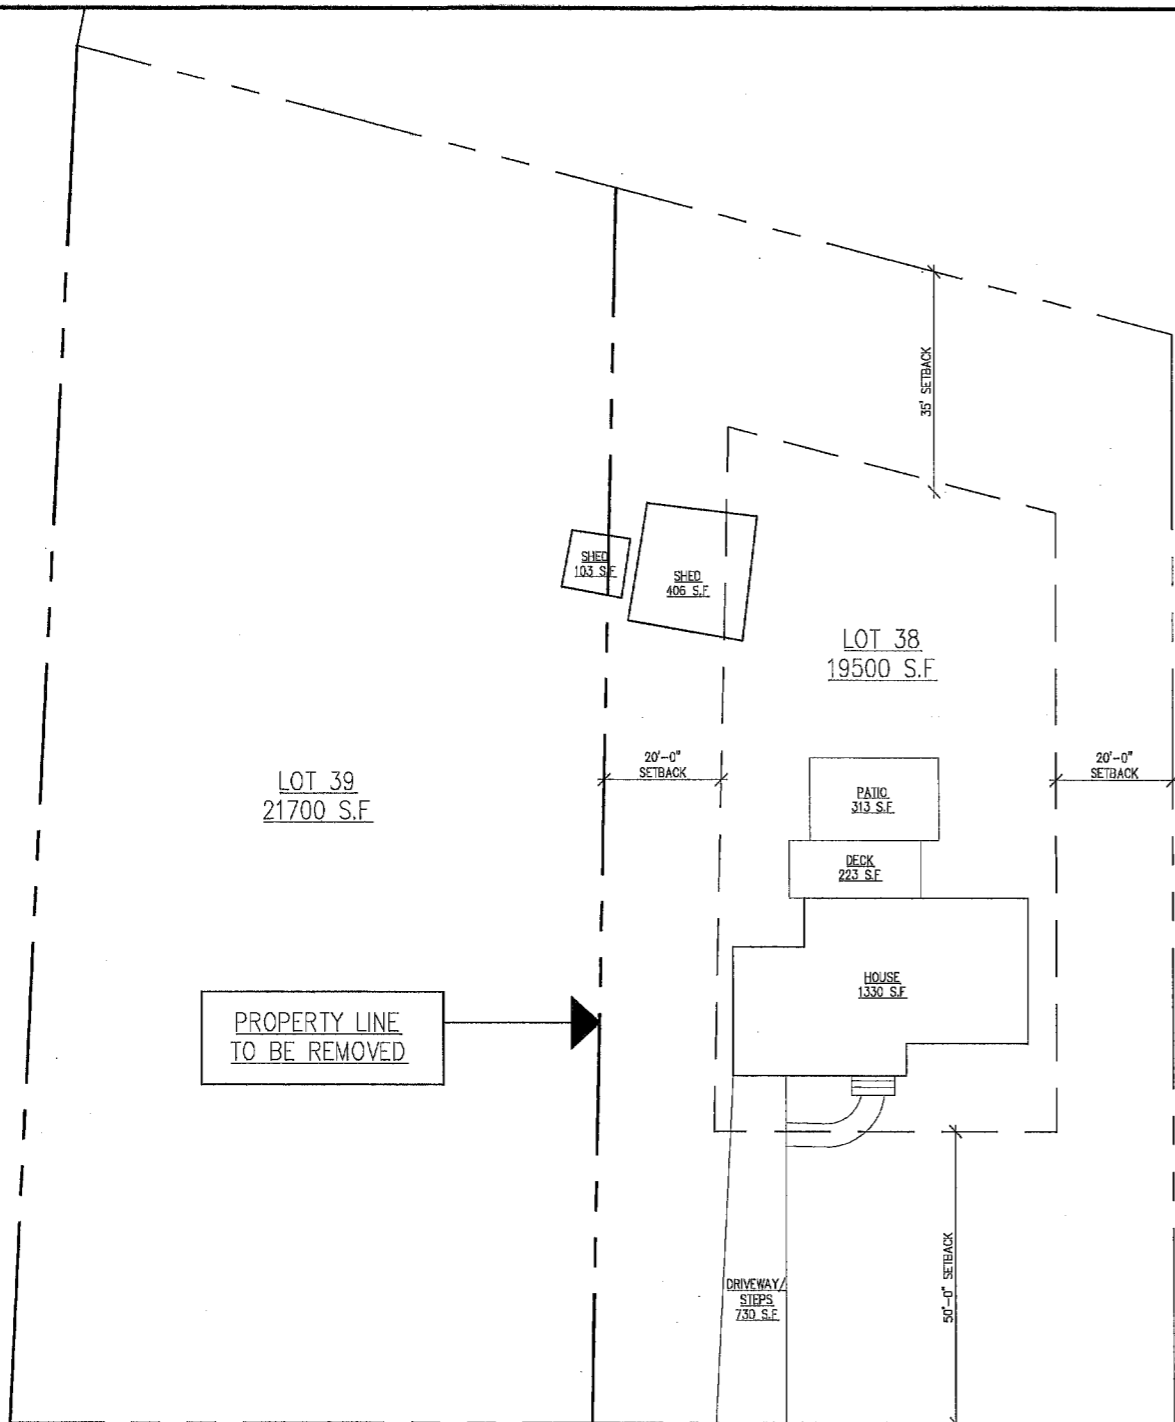 35' SETBACK
SHED
103 S.F
SHED
406 S.F.
LOT 38
19500 S.F
20'-0"
SETBACK
20'-0"
SETBACK
LOT 39
21700 S.F
PATIO
313 S.F
DECK
223 S.F
HOUSE
1330 S.F
PROPERTY LINE
TO BE REMOVED
50'-0" SETBACK
DRIVEWAY/
STEPS
730 S.F.